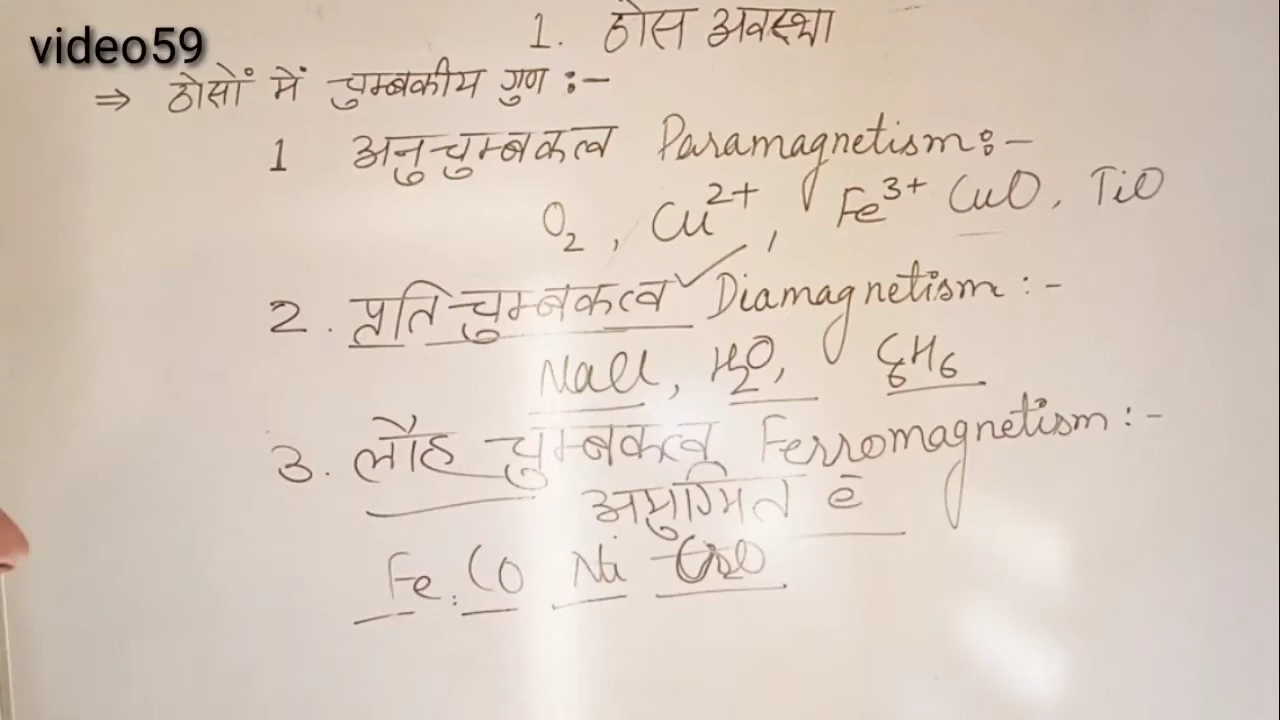 video59
1. ठोस अवस्था
⇒ ठोसों में चुम्बकीय गुण :-
1 अनुचुम्बकत्व Paramagnetism :-
O₂, Cu²⁺, Fe³⁺ CuO, TiO
2. प्रतिचुम्बकत्व ✓ Diamagnetism :-
NaCl, H₂O, C₆H₆
3. लौह चुम्बकत्व Ferromagnetism :-
अयुग्मित ē
Fe, CO Ni